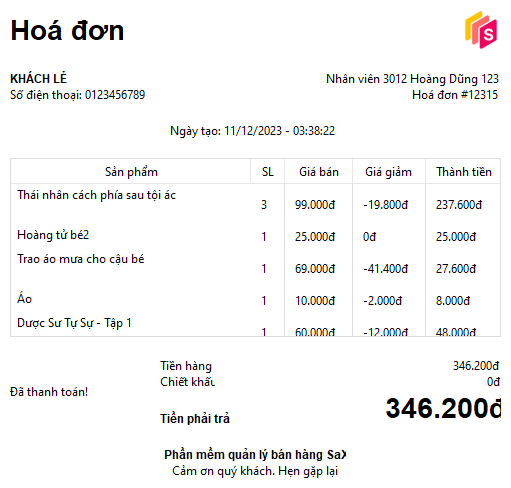 Hoá đơn
S
KHÁCH LẺ
Nhân viên 3012 Hoàng Dũng 123
Số điện thoại: 0123456789
Hoá đơn #12315
Ngày tạo: 11/12/2023 - 03:38:22
Sản phẩm SL Giá bán Giá giảm Thành tiền
Thái nhân cách phía sau tội ác 3 99.000đ -19.800đ 237.600đ
Hoàng tử bé2 1 25.000đ 0đ 25.000đ
Trao áo mưa cho cậu bé 1 69.000đ -41.400đ 27.600đ
Áo 1 10.000đ -2.000đ 8.000đ
Dược Sư Tự Sự - Tập 1 1 60.000đ -12.000đ 48.000đ
Tiền hàng 346.200đ
Chiết khấu 0đ
Đã thanh toán!
Tiền phải trả 346.200đ
Phần mềm quản lý bán hàng SaX
Cảm ơn quý khách. Hẹn gặp lại